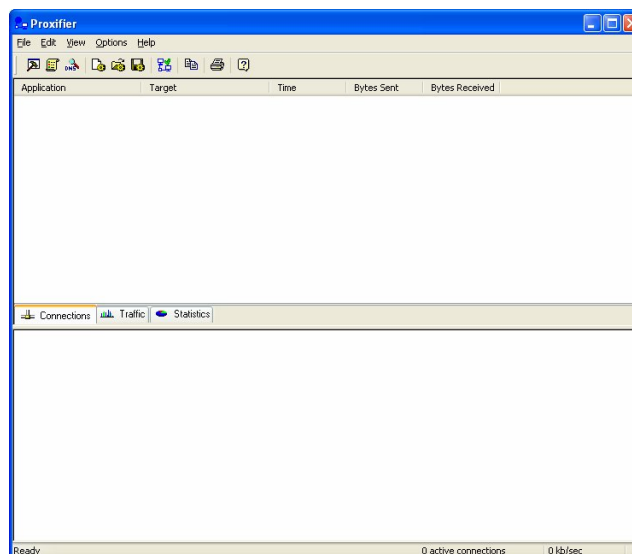 Proxifier
File Edit View Options Help
DNS
Application Target Time Bytes Sent Bytes Received
Connections Traffic Statistics
Ready 0 active connections 0 kb/sec